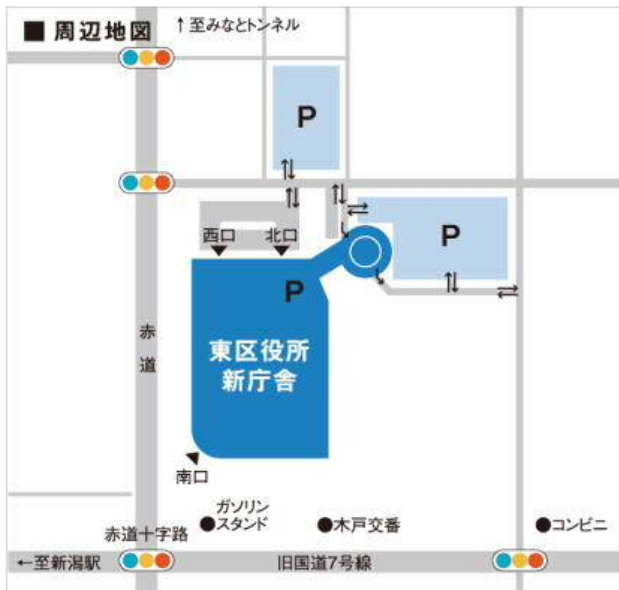 ■ 周辺地図
↑至みなとトンネル
P
P
西口
北口
P
東区役所
新庁舎
赤道
南口
ガソリン
スタンド
木戸交番
コンビニ
赤道十字路
←至新潟駅
旧国道7号線